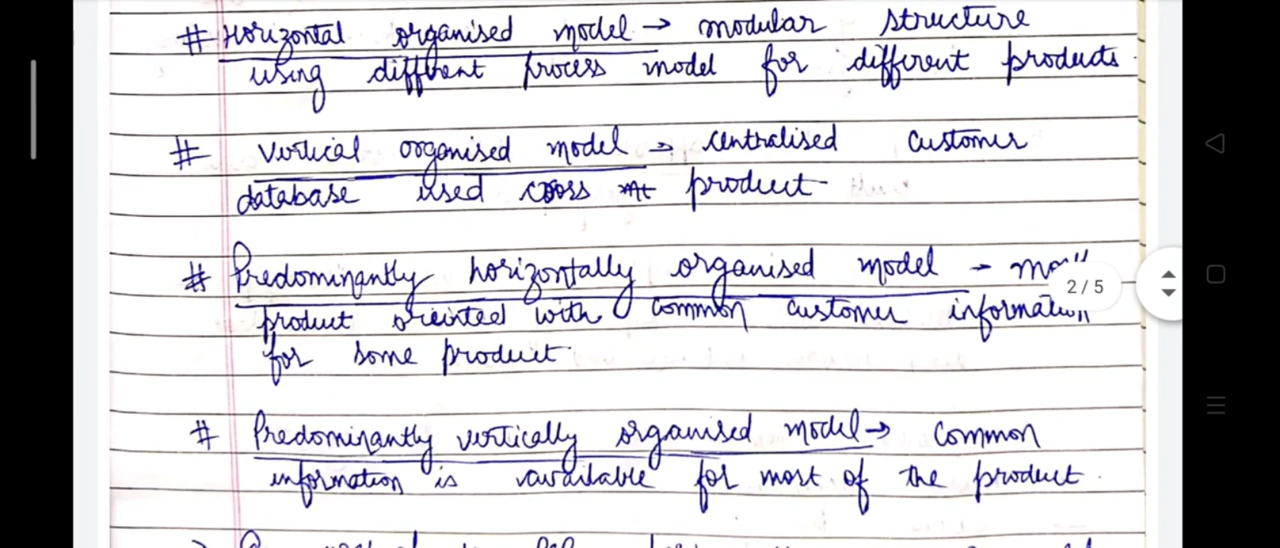 # Horizontal organised model → modular structure
using different process model for different products.
# Vertical organised model → centralised customer
database used cross product
# Predominantly horizontally organised model →
2 / 5
product oriented with common customer information
for some product.
# Predominantly vertically organised model → common
information is available for most of the product.